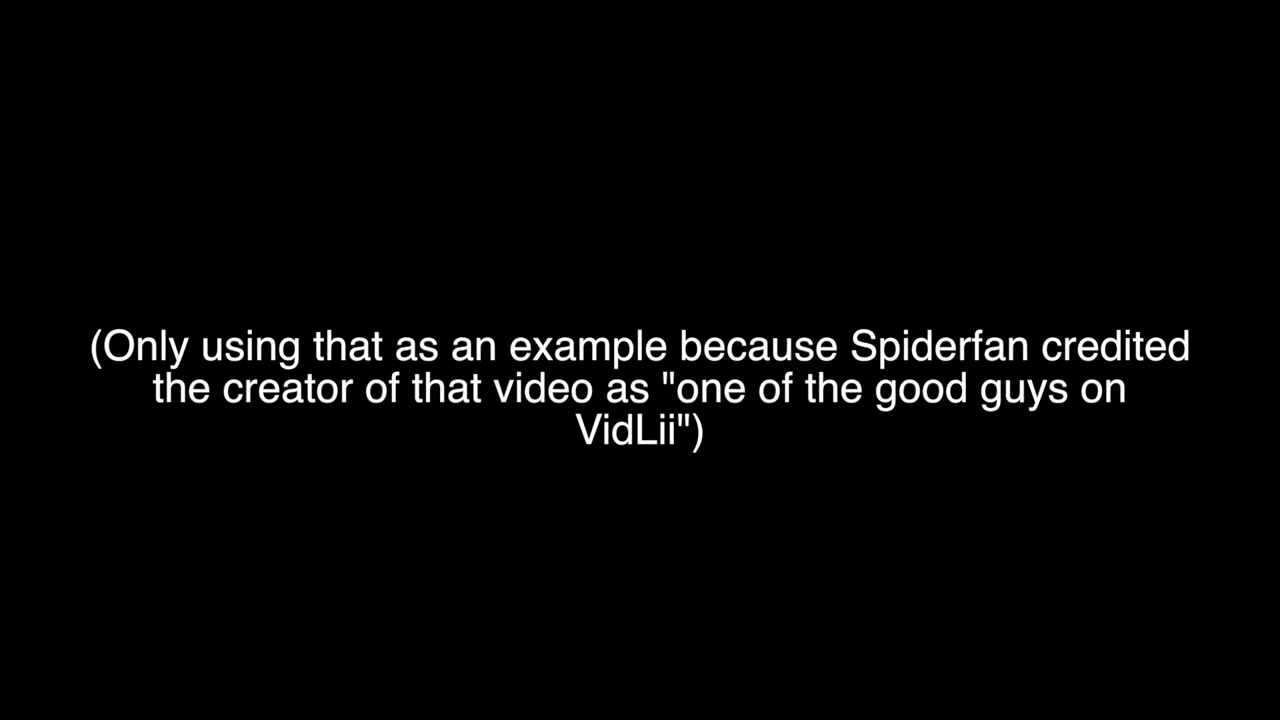 (Only using that as an example because Spiderfan credited
the creator of that video as "one of the good guys on
VidLii")